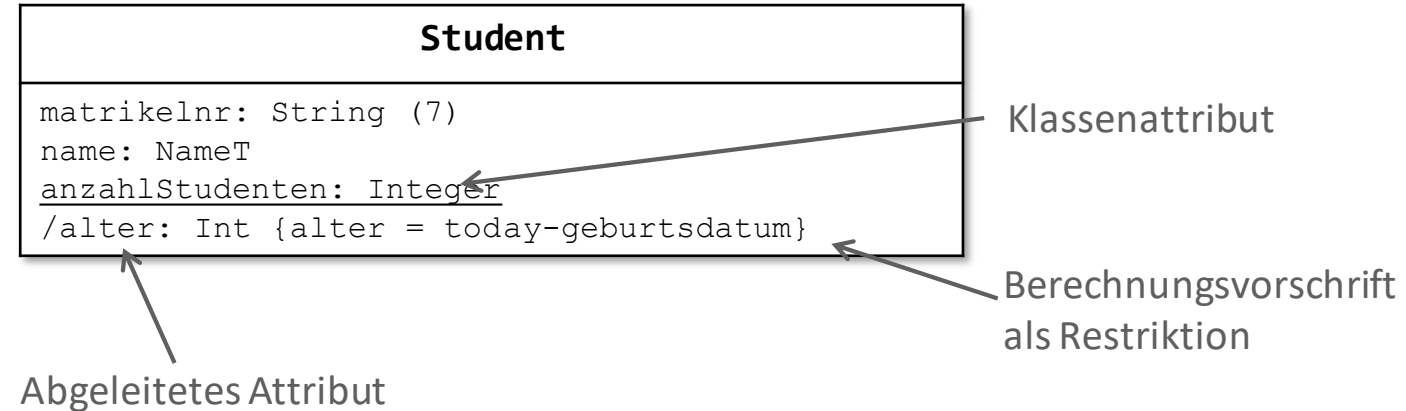 Student
matrikelnr: String (7)
name: NameT
anzahlStudenten: Integer
/alter: Int {alter = today-geburtsdatum}
Klassenattribut
Berechnungsvorschrift
als Restriktion
Abgeleitetes Attribut